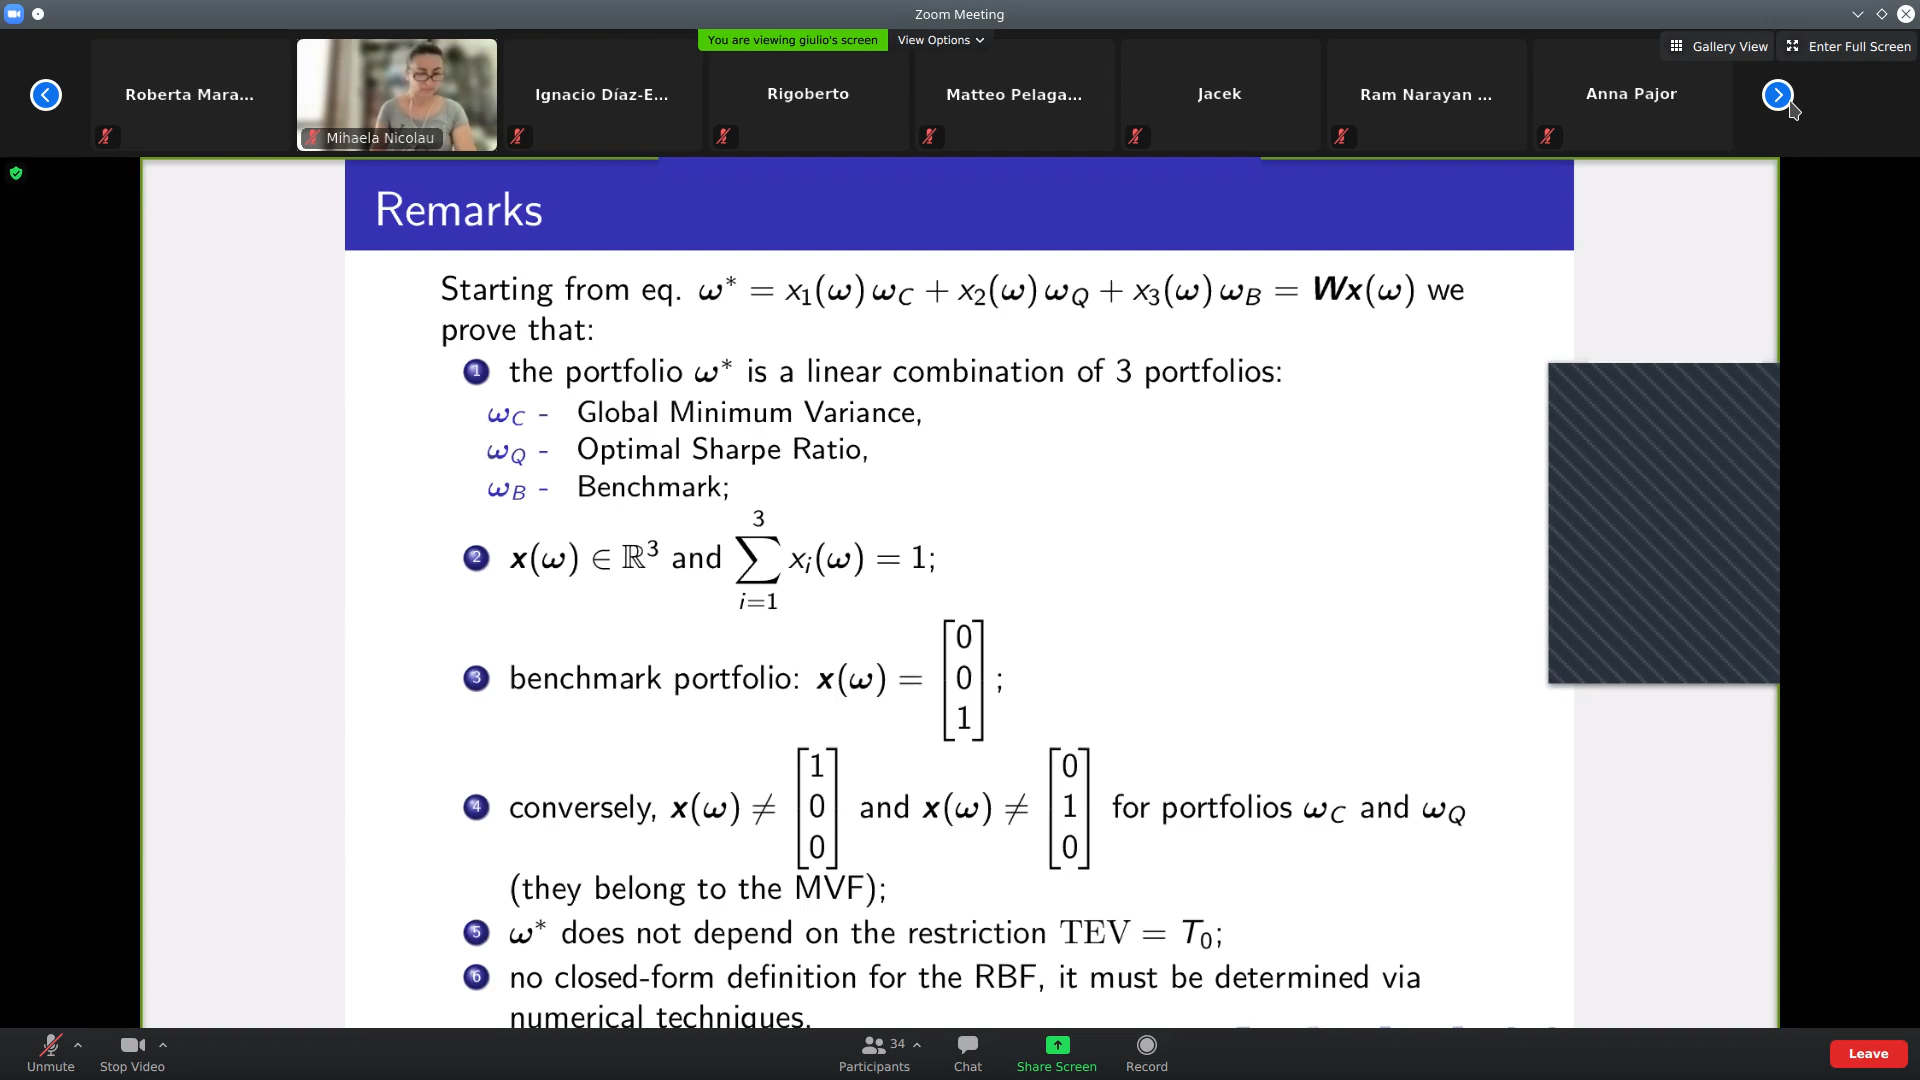 Zoom Meeting
You are viewing giulio's screen View Options
Gallery View Enter Full Screen
Roberta Mara...
Mihaela Nicolau
Ignacio Díaz-E...
Rigoberto
Matteo Pelaga...
Jacek
Ram Narayan ...
Anna Pajor
Remarks
Starting from eq. ω* = x₁(ω) ω_C + x₂(ω) ω_Q + x₃(ω) ω_B = Wx(ω) we
prove that:
1 the portfolio ω* is a linear combination of 3 portfolios:
ω_C - Global Minimum Variance,
ω_Q - Optimal Sharpe Ratio,
ω_B - Benchmark;
2 x(ω) ∈ ℝ³ and ∑_{i=1}^{3} x_i(ω) = 1;
3 benchmark portfolio: x(ω) = [0 0 1];
4 conversely, x(ω) ≠ [1 0 0] and x(ω) ≠ [0 1 0] for portfolios ω_C and ω_Q
(they belong to the MVF);
5 ω* does not depend on the restriction TEV = T₀;
6 no closed-form definition for the RBF, it must be determined via
numerical techniques.
Unmute Stop Video 34 Participants Chat Share Screen Record Leave